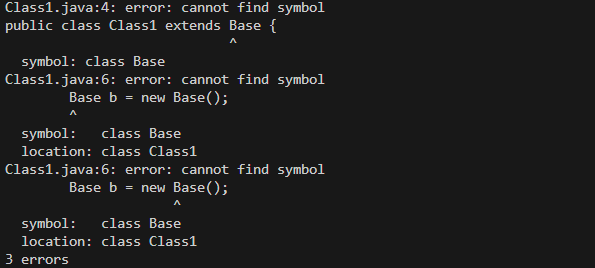 Class1.java:4: error: cannot find symbol
public class Class1 extends Base {
                            ^
  symbol: class Base
Class1.java:6: error: cannot find symbol
        Base b = new Base();
        ^
  symbol:   class Base
  location: class Class1
Class1.java:6: error: cannot find symbol
        Base b = new Base();
                     ^
  symbol:   class Base
  location: class Class1
3 errors